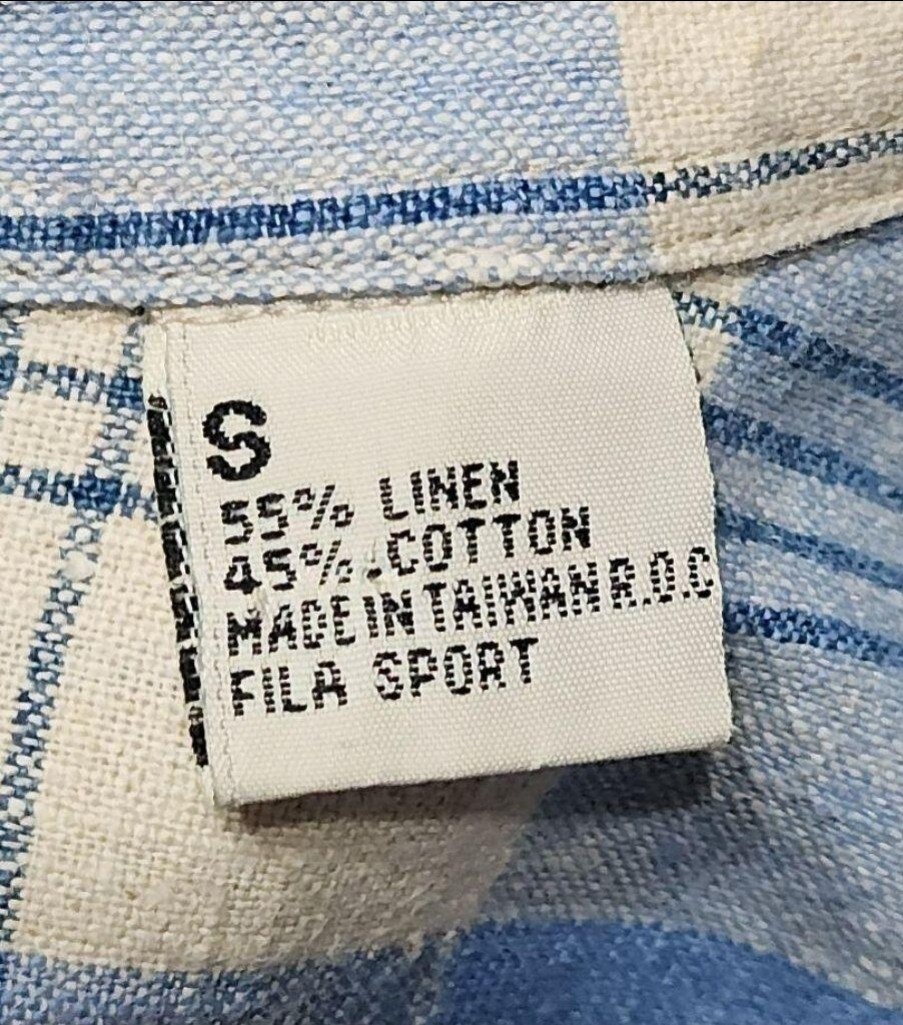 S
55% LINEN
45% COTTON
MADE IN TAIWAN R.O.C
FILA SPORT